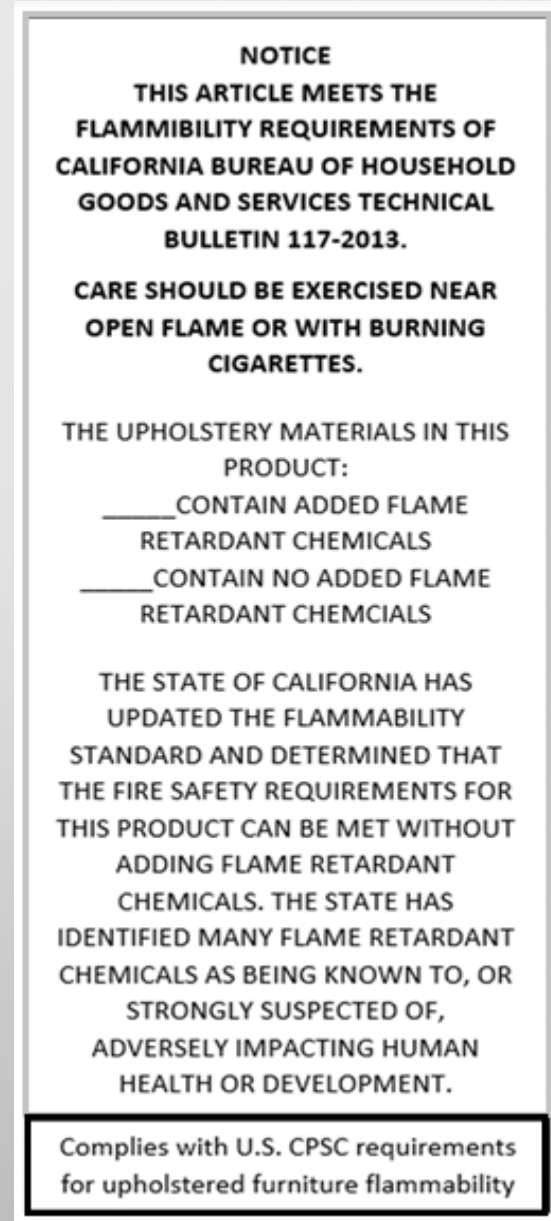 NOTICE
THIS ARTICLE MEETS THE
FLAMMIBILITY REQUIREMENTS OF
CALIFORNIA BUREAU OF HOUSEHOLD
GOODS AND SERVICES TECHNICAL
BULLETIN 117-2013.
CARE SHOULD BE EXERCISED NEAR
OPEN FLAME OR WITH BURNING
CIGARETTES.
THE UPHOLSTERY MATERIALS IN THIS
PRODUCT:
_____CONTAIN ADDED FLAME
RETARDANT CHEMICALS
_____CONTAIN NO ADDED FLAME
RETARDANT CHEMCIALS
THE STATE OF CALIFORNIA HAS
UPDATED THE FLAMMABILITY
STANDARD AND DETERMINED THAT
THE FIRE SAFETY REQUIREMENTS FOR
THIS PRODUCT CAN BE MET WITHOUT
ADDING FLAME RETARDANT
CHEMICALS. THE STATE HAS
IDENTIFIED MANY FLAME RETARDANT
CHEMICALS AS BEING KNOWN TO, OR
STRONGLY SUSPECTED OF,
ADVERSELY IMPACTING HUMAN
HEALTH OR DEVELOPMENT.
Complies with U.S. CPSC requirements
for upholstered furniture flammability